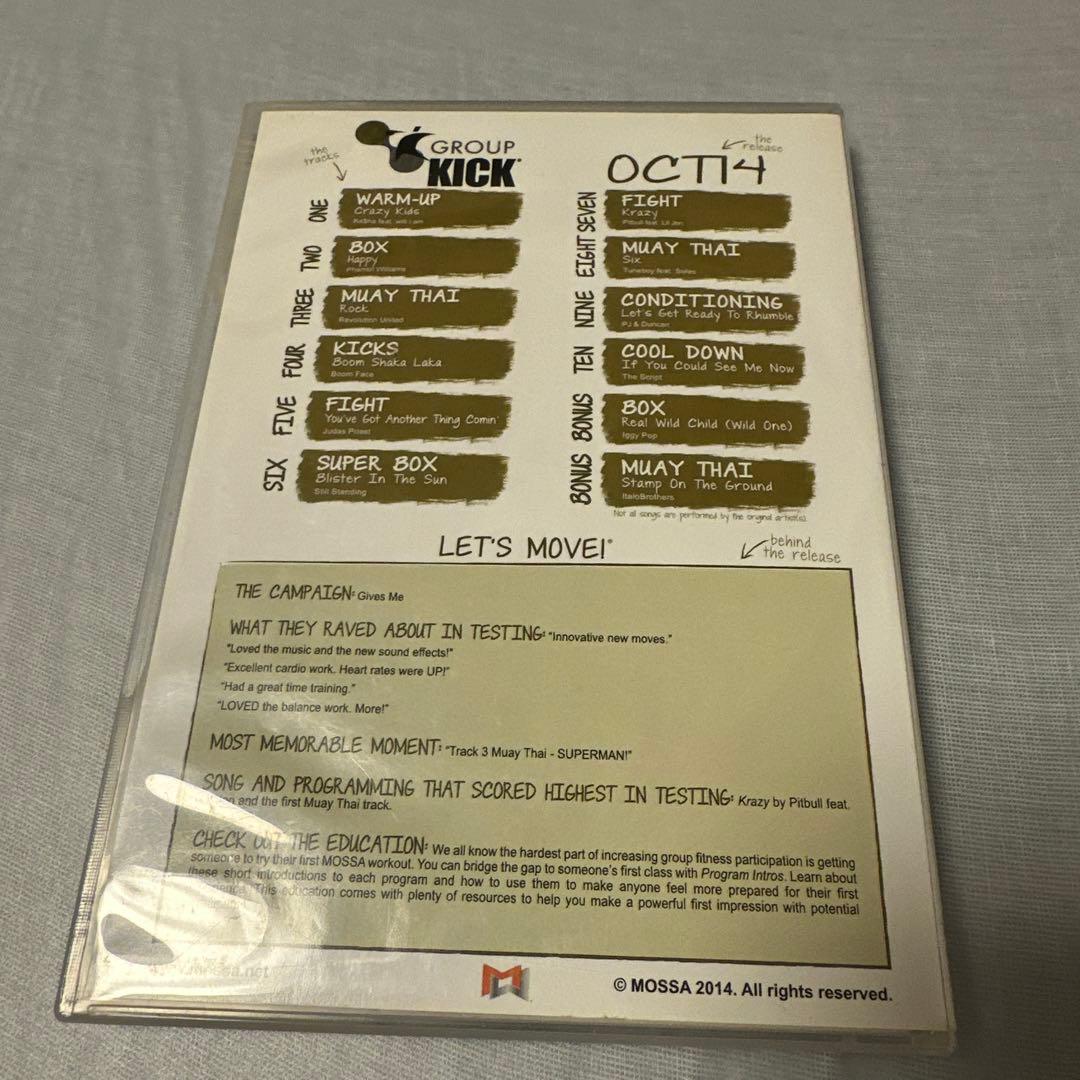 the tracks
GROUP
KICK®
OCT14
the release
ONE
WARM-UP
Crazy Kids
Ke$ha feat. will.i.am
TWO
BOX
Happy
Pharrell Williams
THREE
MUAY THAI
Rock
Revolution United
FOUR
KICKS
Boom Shaka Laka
Boom Face
FIVE
FIGHT
You've Got Another Thing Comin'
Judas Priest
SIX
SUPER BOX
Blister In The Sun
Still Standing
SEVEN
FIGHT
Krazy
Pitbull feat. Lil Jon
EIGHT
MUAY THAI
Six
Tuneboy feat.
NINE
CONDITIONING
Let's Get Ready To Rhumble
PJ & Duncan
TEN
COOL DOWN
If You Could See Me Now
The Script
BONUS
BOX
Real Wild Child (Wild One)
Iggy Pop
BONUS
MUAY THAI
Stamp On The Ground
ItaloBrothers
Not all songs are performed by the original artist(s).
LET'S MOVE!®
behind the release
THE CAMPAIGN: Gives Me
WHAT THEY RAVED ABOUT IN TESTING: "Innovative new moves."
"Loved the music and the new sound effects!"
"Excellent cardio work. Heart rates were UP!"
"Had a great time training."
"LOVED the balance work. More!"
MOST MEMORABLE MOMENT: "Track 3 Muay Thai - SUPERMAN!"
SONG AND PROGRAMMING THAT SCORED HIGHEST IN TESTING: Krazy by Pitbull feat.
and the first Muay Thai track.
CHECK OUT THE EDUCATION: We all know the hardest part of increasing group fitness participation is getting
someone to try their first MOSSA workout. You can bridge the gap to someone's first class with Program Intros. Learn about
these short introductions to each program and how to use them to make anyone feel more prepared for their first
This education comes with plenty of resources to help you make a powerful first impression with potential
mossa.net
© MOSSA 2014. All rights reserved.